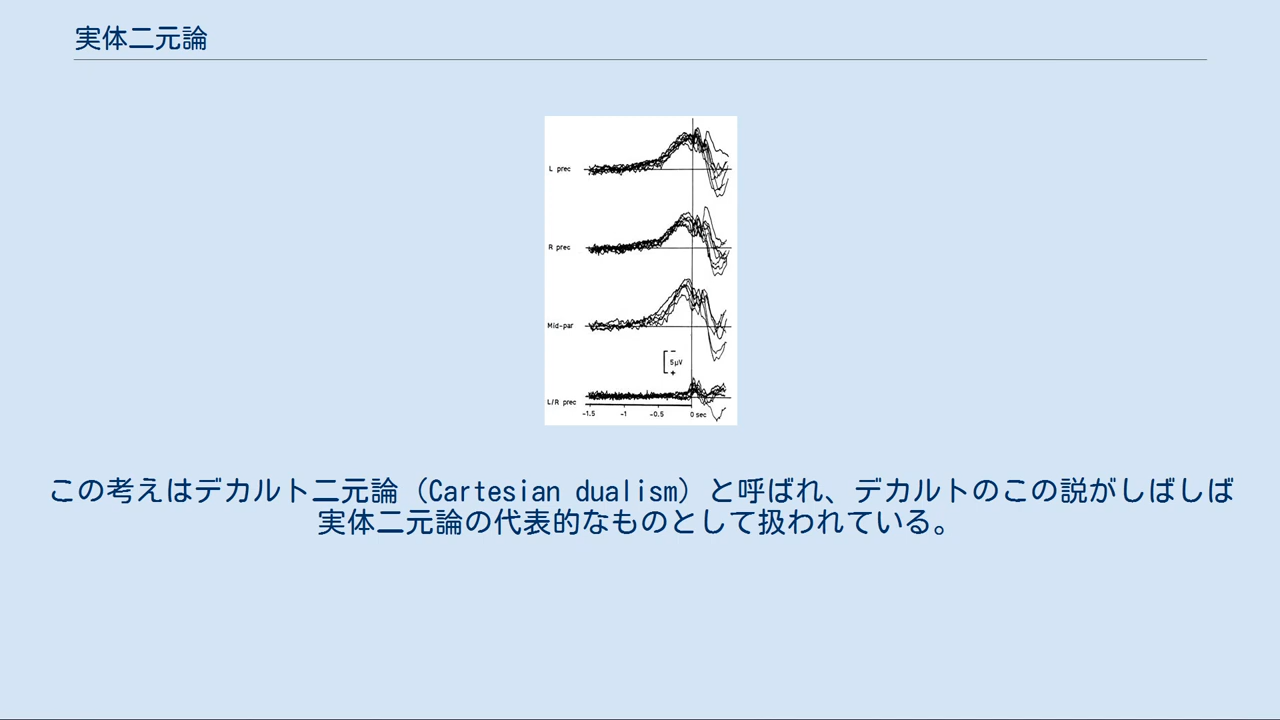 実体二元論
L prec
R prec
Mid-par
−
5μV
+
L/R prec
-1.5 -1 -0.5 0 sec
この考えはデカルト二元論（Cartesian dualism）と呼ばれ、デカルトのこの説がしばしば
実体二元論の代表的なものとして扱われている。